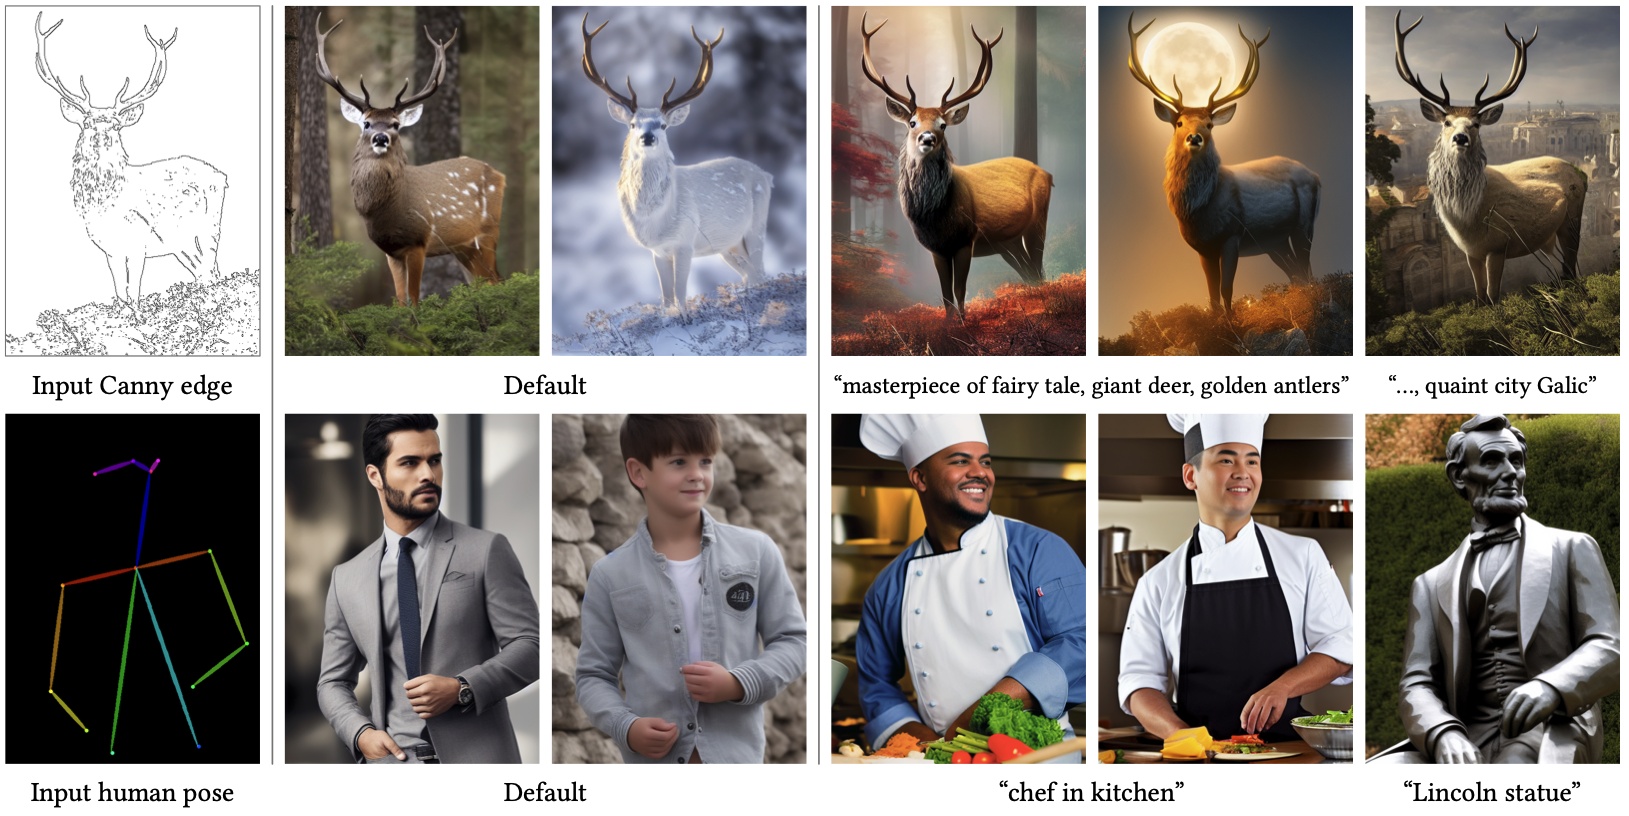 Input Canny edge
Default
“masterpiece of fairy tale, giant deer, golden antlers”
“..., quaint city Galic”
Input human pose
Default
“chef in kitchen”
“Lincoln statue”